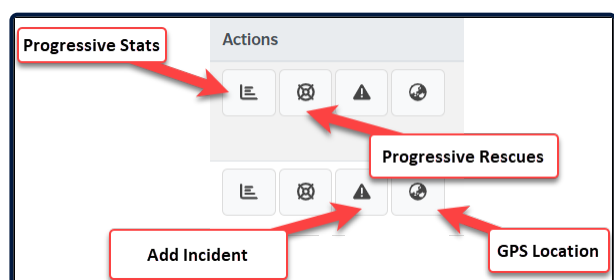 Actions
Progressive Stats
Progressive Rescues
Add Incident
GPS Location